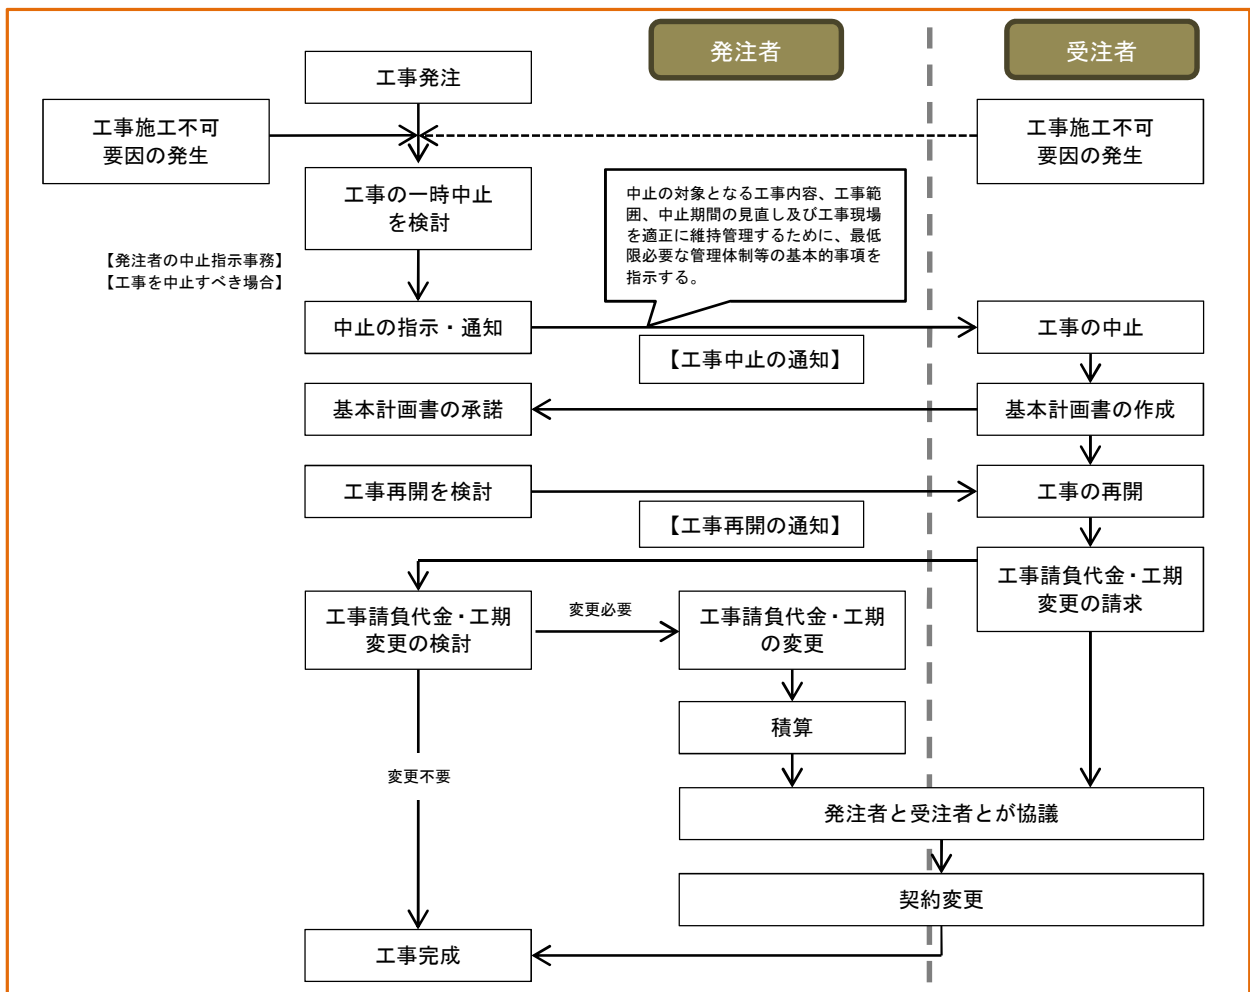 発注者
受注者
工事発注
工事施工不可
要因の発生
工事施工不可
要因の発生
工事の一時中止
を検討
中止の対象となる工事内容、工事範
囲、中止期間の見直し及び工事現場
を適正に維持管理するために、最低
限必要な管理体制等の基本的事項を
指示する。
【発注者の中止指示事務】
【工事を中止すべき場合】
中止の指示・通知
工事の中止
【工事中止の通知】
基本計画書の承諾
基本計画書の作成
工事再開を検討
工事の再開
【工事再開の通知】
工事請負代金・工期
変更の請求
工事請負代金・工期
変更の検討
変更必要
工事請負代金・工期
の変更
積算
変更不要
発注者と受注者とが協議
契約変更
工事完成